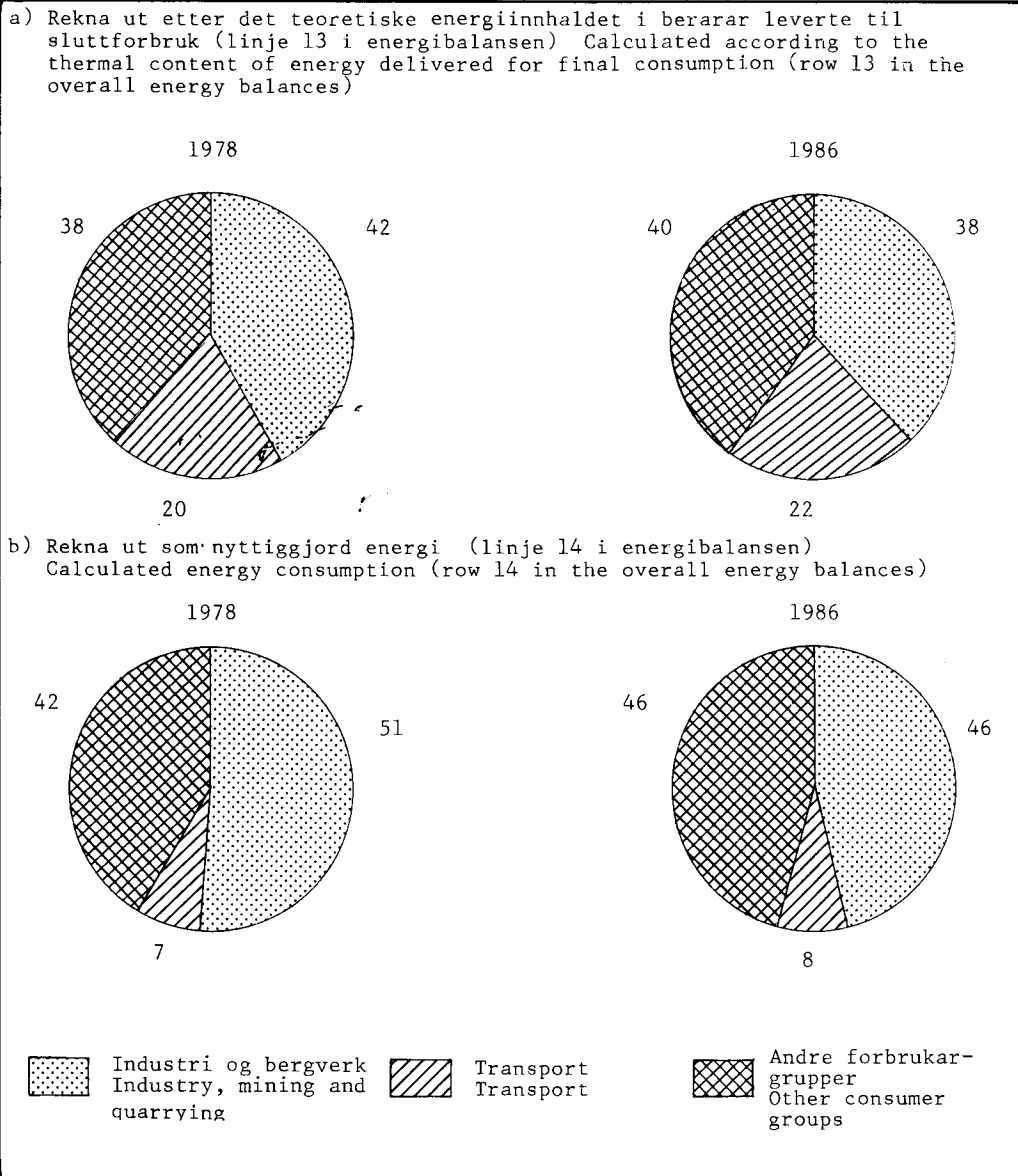 a) Rekna ut etter det teoretiske energiinnhaldet i berarar leverte til
sluttforbruk (linje 13 i energibalansen) Calculated according to the
thermal content of energy delivered for final consumption (row 13 in the
overall energy balances)
1978
1986
38
42
40
38
20
22
b) Rekna ut som nyttiggjord energi (linje 14 i energibalansen)
Calculated energy consumption (row 14 in the overall energy balances)
1978
1986
42
51
46
46
7
8
Industri og bergverk
Industry, mining and
quarrying
Transport
Transport
Andre forbrukar-
grupper
Other consumer
groups